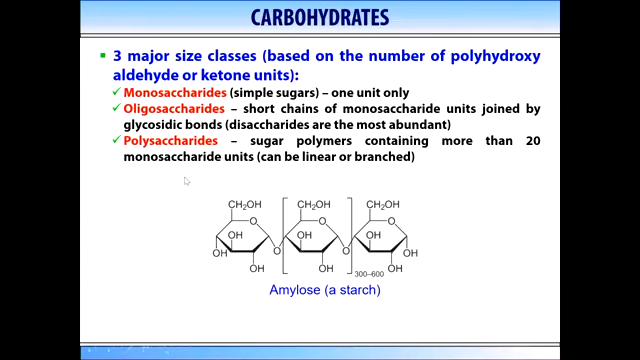 CARBOHYDRATES
▪ 3 major size classes (based on the number of polyhydroxy
aldehyde or ketone units):
✓ Monosaccharides (simple sugars) – one unit only
✓ Oligosaccharides – short chains of monosaccharide units joined by
glycosidic bonds (disaccharides are the most abundant)
✓ Polysaccharides – sugar polymers containing more than 20
monosaccharide units (can be linear or branched)
CH₂OH CH₂OH CH₂OH
O O O
OH OH OH
OH O O OH
OH OH OH
300–600
Amylose (a starch)